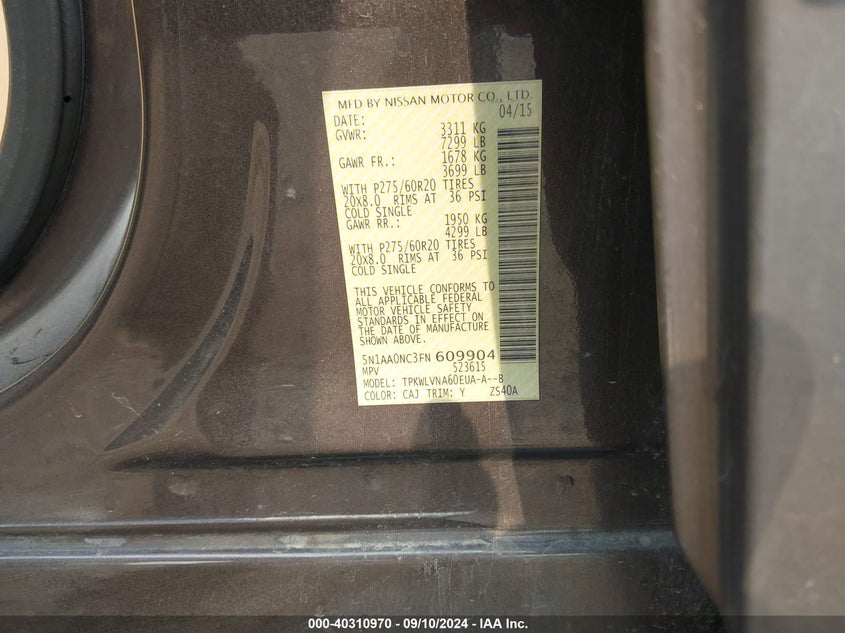 MFD BY NISSAN MOTOR CO., LTD.
DATE: 04/15
GVWR: 3311 KG
7299 LB
GAWR FR.: 1678 KG
3699 LB
WITH P275/60R20 TIRES
20X8.0 RIMS AT 36 PSI
COLD SINGLE
GAWR RR.: 1950 KG
4299 LB
WITH P275/60R20 TIRES
20X8.0 RIMS AT 36 PSI
COLD SINGLE
THIS VEHICLE CONFORMS TO
ALL APPLICABLE FEDERAL
MOTOR VEHICLE SAFETY
STANDARDS IN EFFECT ON
THE DATE OF MANUFACTURE
SHOWN ABOVE.
5N1AA0NC3FN 609904
MPV 523615
MODEL: TPKWLVNA60EUA-A--B
COLOR: CAJ TRIM: Y ZS40A
000-40310970 - 09/10/2024 - IAA Inc.